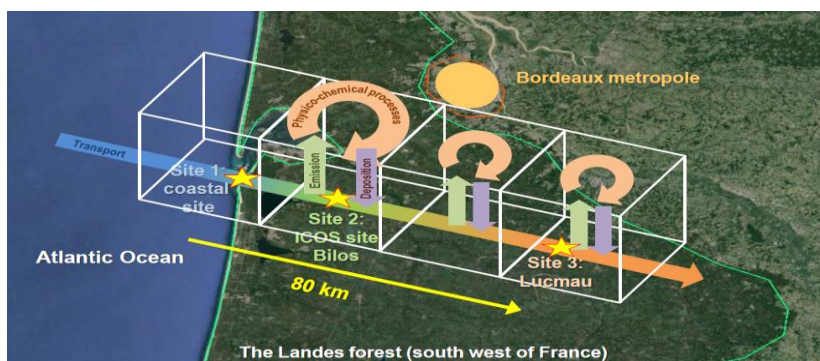 Bordeaux metropole
Physico-chemical processes
Transport
Emission
Deposition
Site 1:
coastal
site
Site 2:
ICOS site
Bilos
Site 3:
Lucmau
Atlantic Ocean
80 km
The Landes forest (south west of France)